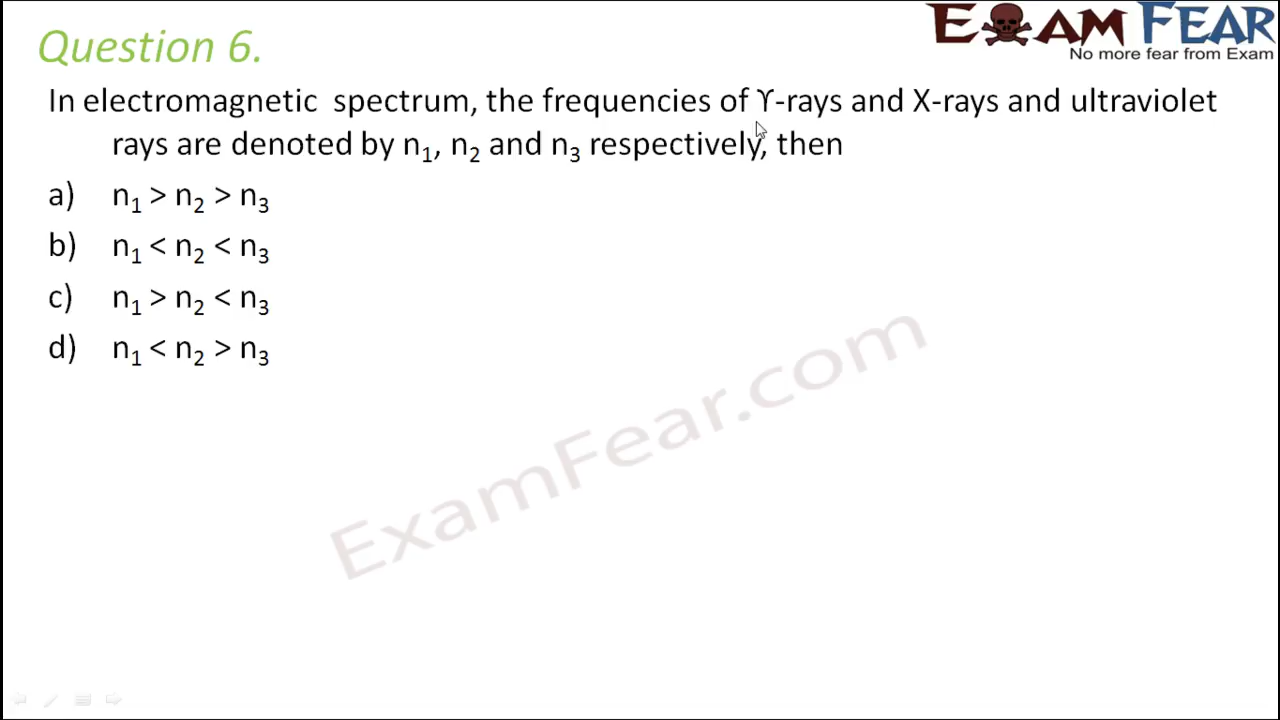 EXAM FEAR
No more fear from Exam
Question 6.
In electromagnetic spectrum, the frequencies of ϒ-rays and X-rays and ultraviolet
rays are denoted by n₁, n₂ and n₃ respectively, then
a) n₁ > n₂ > n₃
b) n₁ < n₂ < n₃
c) n₁ > n₂ < n₃
d) n₁ < n₂ > n₃
ExamFear.com